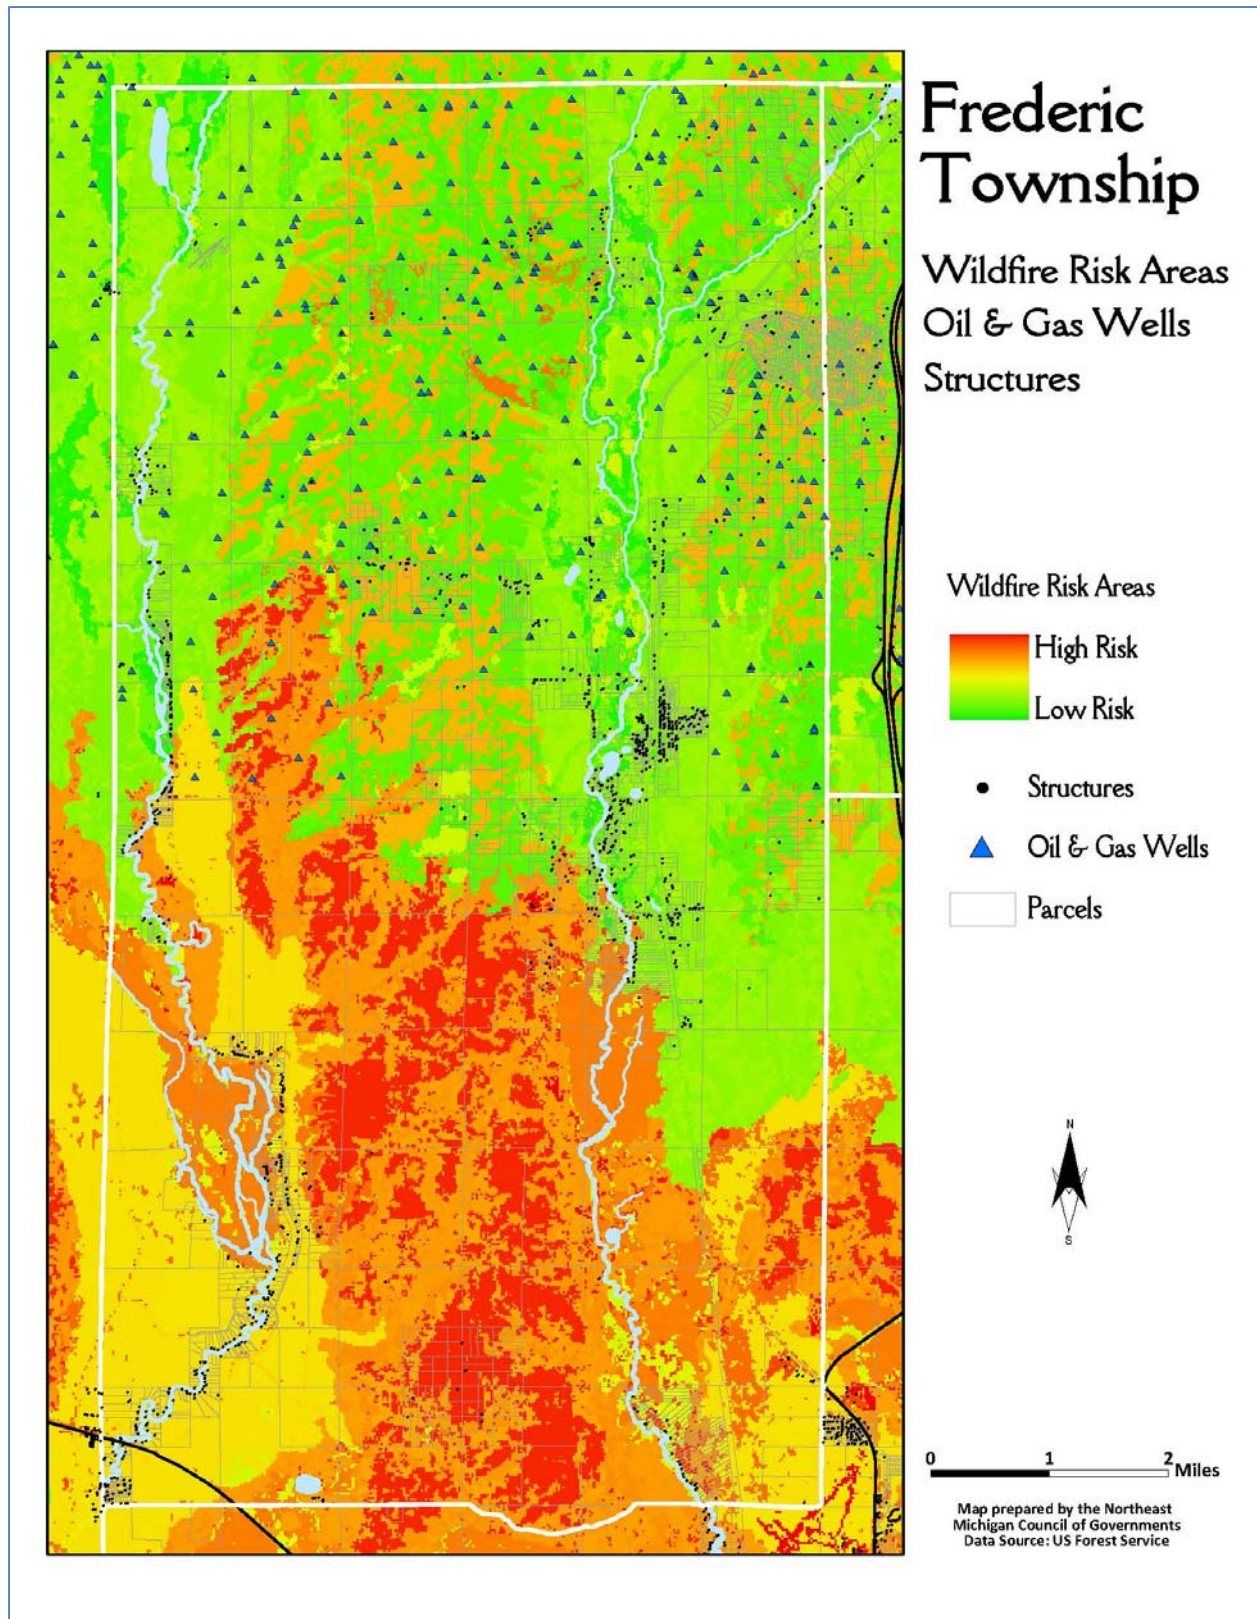 Frederic
Township
Wildfire Risk Areas
Oil & Gas Wells
Structures
Wildfire Risk Areas
High Risk
Low Risk
Structures
Oil & Gas Wells
Parcels
N
S
0 1 2 Miles
Map prepared by the Northeast
Michigan Council of Governments
Data Source: US Forest Service